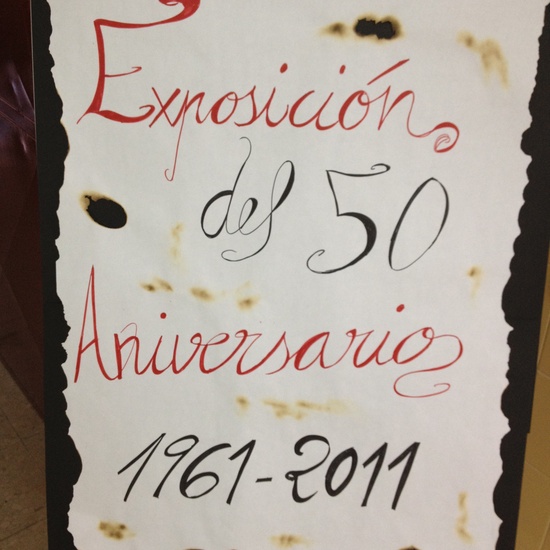 Exposición
del 50
Aniversario
1961-2011